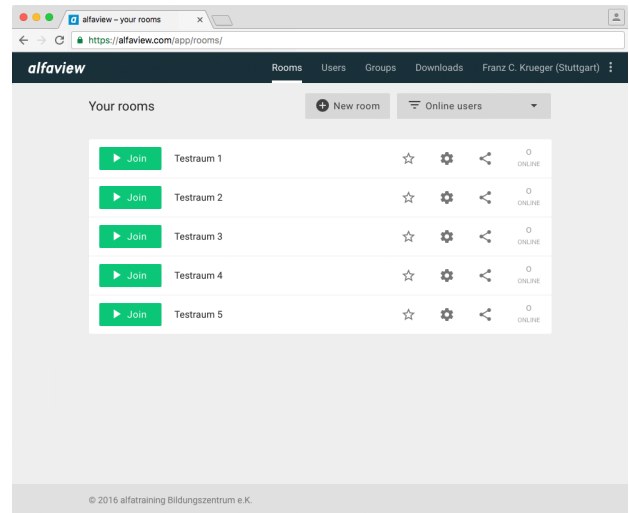 alfaview – your rooms
https://alfaview.com/app/rooms/
alfaview Rooms Users Groups Downloads Franz C. Krueger (Stuttgart)
Your rooms New room Online users
Join Testraum 1 0 ONLINE
Join Testraum 2 0 ONLINE
Join Testraum 3 0 ONLINE
Join Testraum 4 0 ONLINE
Join Testraum 5 0 ONLINE
© 2016 alfatraining Bildungszentrum e.K.